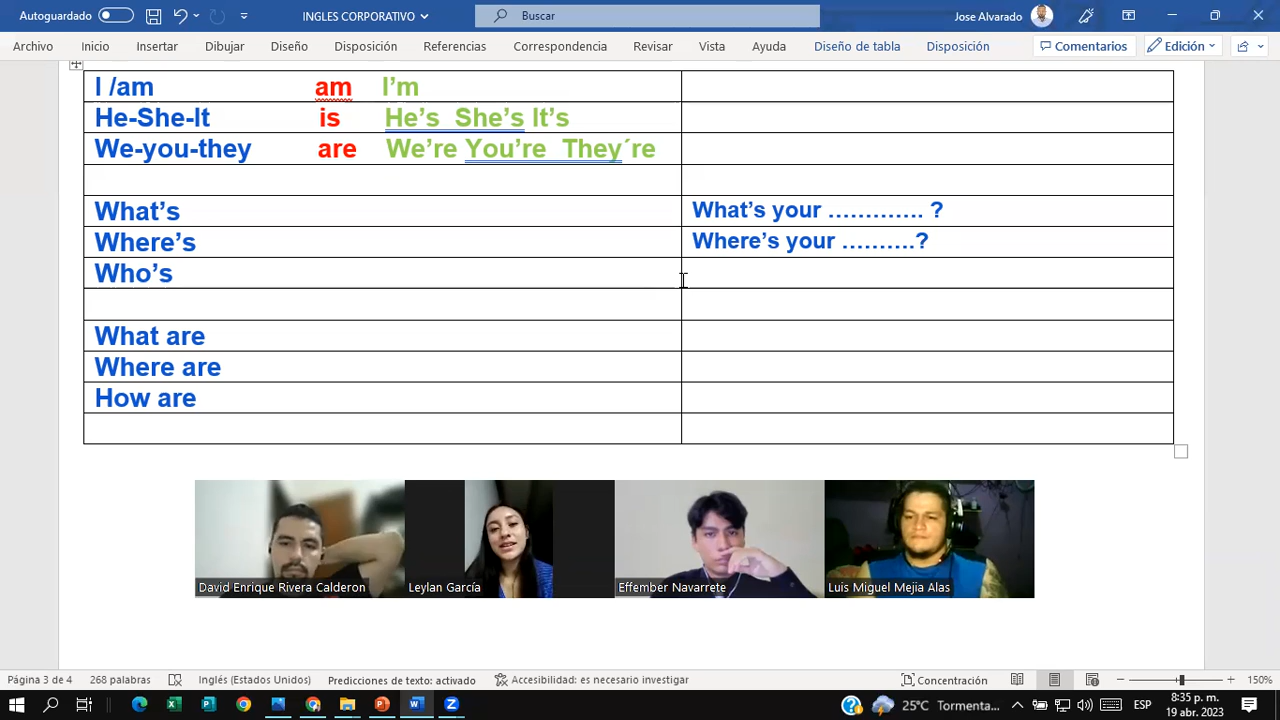 Autoguardado INGLES CORPORATIVO Buscar Jose Alvarado
Archivo Inicio Insertar Dibujar Diseño Disposición Referencias Correspondencia Revisar Vista Ayuda Diseño de tabla Disposición Comentarios Edición
I /am am I’m
He-She-It is He’s She’s It’s
We-you-they are We’re You’re They´re
What’s What’s your …………. ?
Where’s Where’s your ……….?
Who’s
What are
Where are
How are
David Enrique Rivera Calderon Leylan García Effember Navarrete Luis Miguel Mejia Alas
Página 3 de 4 268 palabras Inglés (Estados Unidos) Predicciones de texto: activado Accesibilidad: es necesario investigar Concentración 150%
25°C Tormenta... ESP 8:35 p. m.
19 abr. 2023